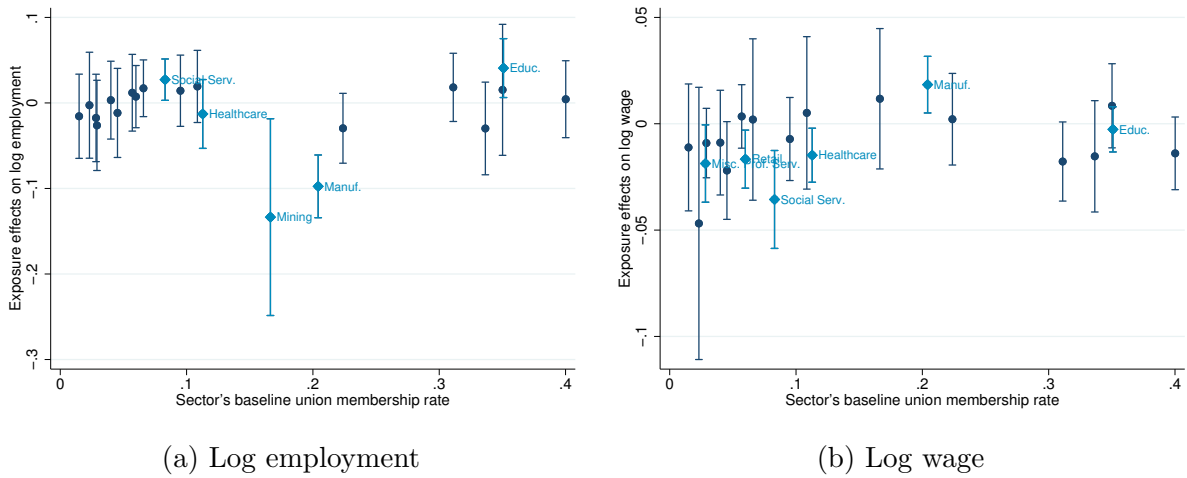 .1
0
-.1
-.2
-.3
Exposure effects on log employment
Social Serv.
Healthcare
Mining
Manuf.
Educ.
0 .1 .2 .3 .4
Sector's baseline union membership rate
(a) Log employment
.05
0
-.05
-.1
Exposure effects on log wage
Misc.
Retail
Prof. Serv.
Social Serv.
Healthcare
Manuf.
Educ.
0 .1 .2 .3 .4
Sector's baseline union membership rate
(b) Log wage